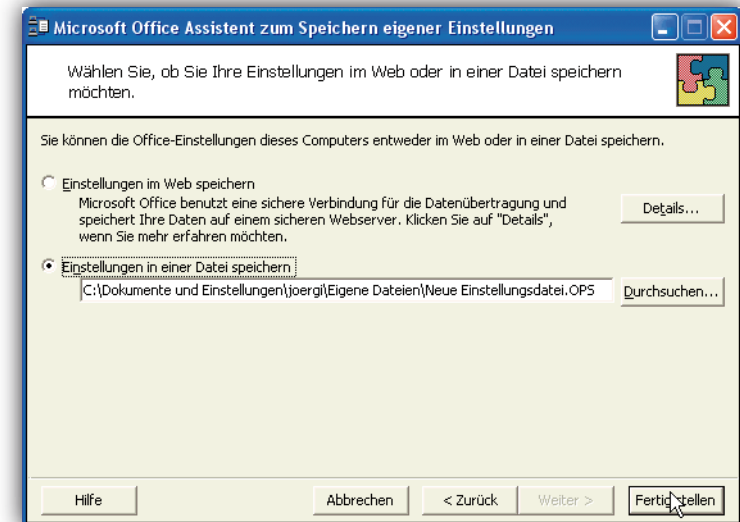 Microsoft Office Assistent zum Speichern eigener Einstellungen
Wählen Sie, ob Sie Ihre Einstellungen im Web oder in einer Datei speichern
möchten.
Sie können die Office-Einstellungen dieses Computers entweder im Web oder in einer Datei speichern.
Einstellungen im Web speichern
Microsoft Office benutzt eine sichere Verbindung für die Datenübertragung und
speichert Ihre Daten auf einem sicheren Webserver. Klicken Sie auf "Details",
wenn Sie mehr erfahren möchten.
Details...
Einstellungen in einer Datei speichern
C:\Dokumente und Einstellungen\joergi\Eigene Dateien\Neue Einstellungsdatei.OPS
Durchsuchen...
Hilfe
Abbrechen
< Zurück
Weiter >
Fertigstellen